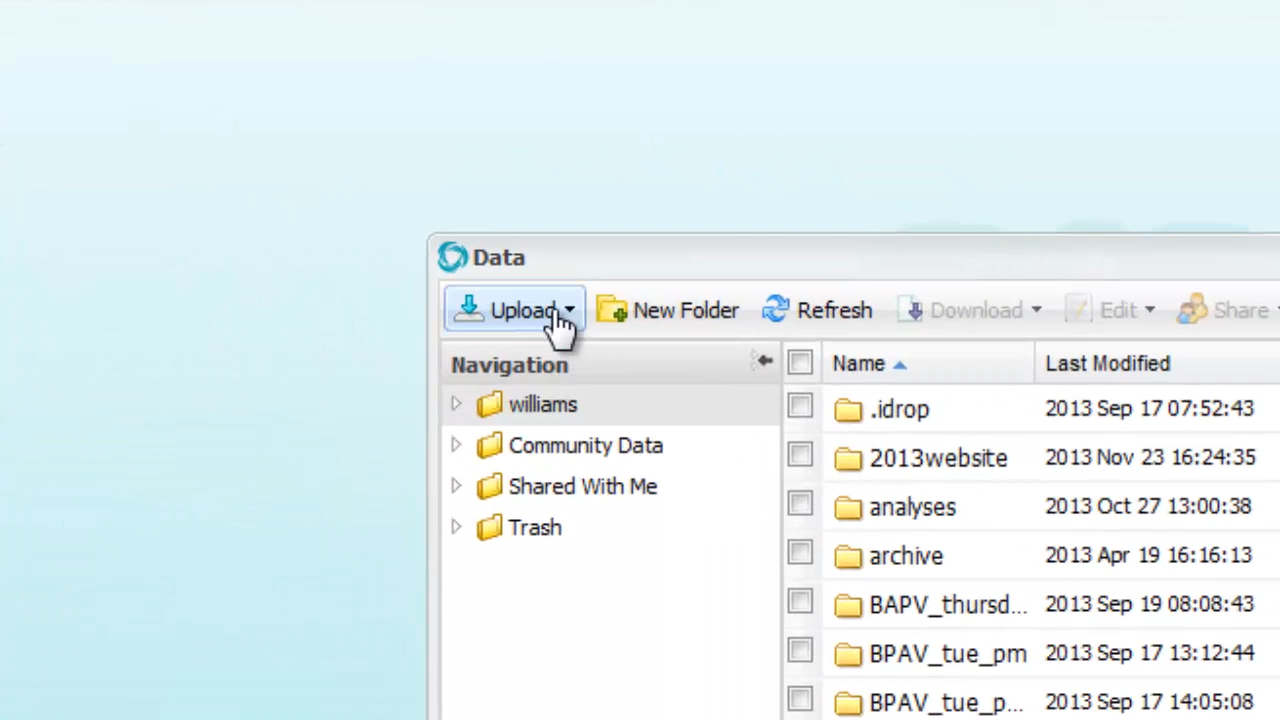 Data
Upload New Folder Refresh Download Edit Share
Navigation Name Last Modified
williams .idrop 2013 Sep 17 07:52:43
Community Data 2013website 2013 Nov 23 16:24:35
Shared With Me analyses 2013 Oct 27 13:00:38
Trash archive 2013 Apr 19 16:16:13
BAPV_thursd... 2013 Sep 19 08:08:43
BPAV_tue_pm 2013 Sep 17 13:12:44
BPAV_tue_p... 2013 Sep 17 14:05:08